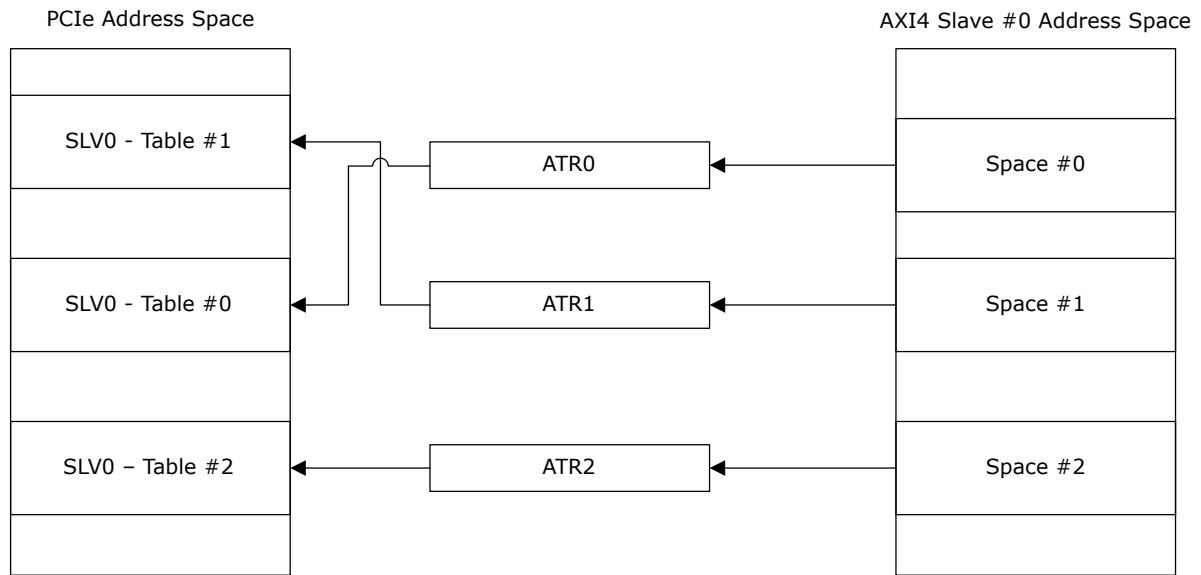 PCIe Address Space
AXI4 Slave #0 Address Space
SLV0 - Table #1
ATR0
Space #0
SLV0 - Table #0
ATR1
Space #1
SLV0 – Table #2
ATR2
Space #2